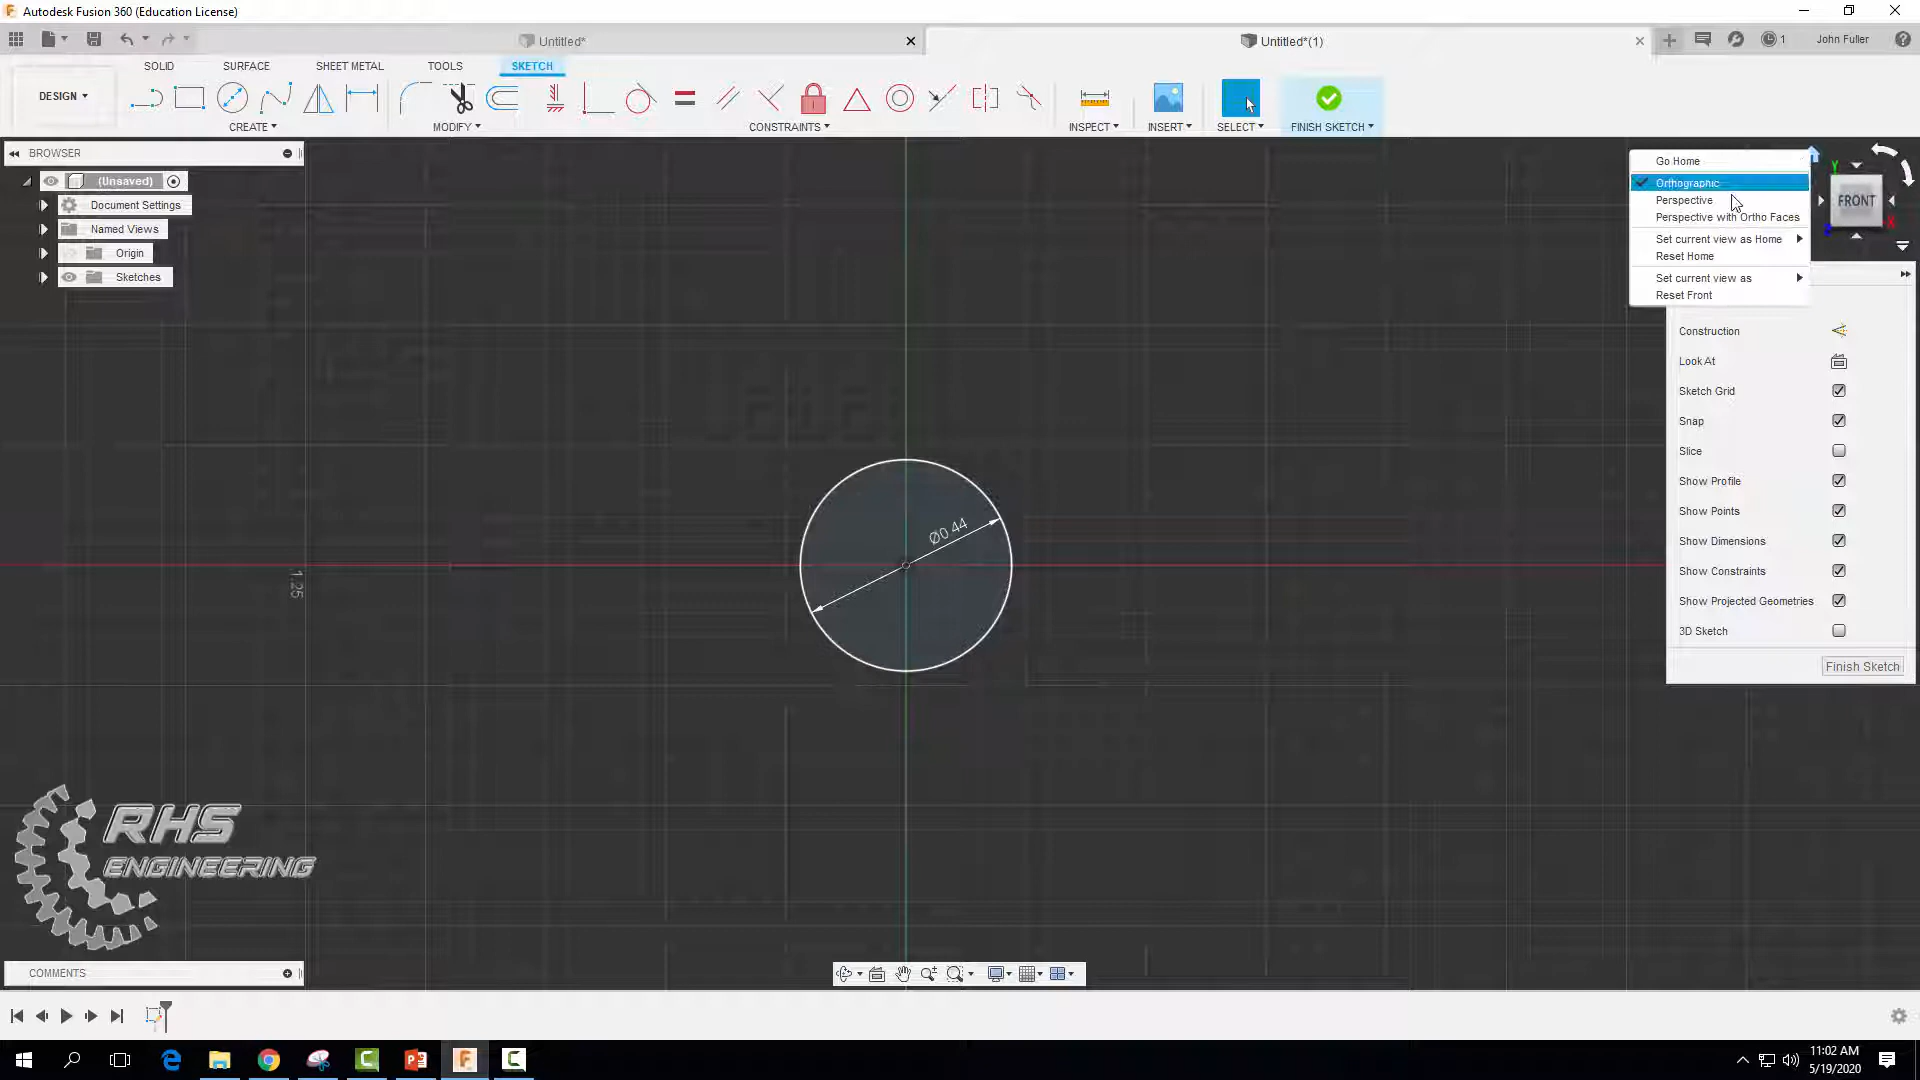 Autodesk Fusion 360 (Education License)
Untitled*
Untitled*(1)
1
John Fuller
SOLID
SURFACE
SHEET METAL
TOOLS
SKETCH
DESIGN
CREATE
MODIFY
CONSTRAINTS
INSPECT
INSERT
SELECT
FINISH SKETCH
BROWSER
(Unsaved)
Document Settings
Named Views
Origin
Sketches
Go Home
Orthographic
Perspective
Perspective with Ortho Faces
Set current view as Home
Reset Home
Set current view as
Reset Front
Y
FRONT
X
Z
Construction
Look At
Sketch Grid
Snap
Slice
Show Profile
Show Points
Show Dimensions
Show Constraints
Show Projected Geometries
3D Sketch
Finish Sketch
Ø0.44
1.25
RHS
ENGINEERING
COMMENTS
11:02 AM
5/19/2020